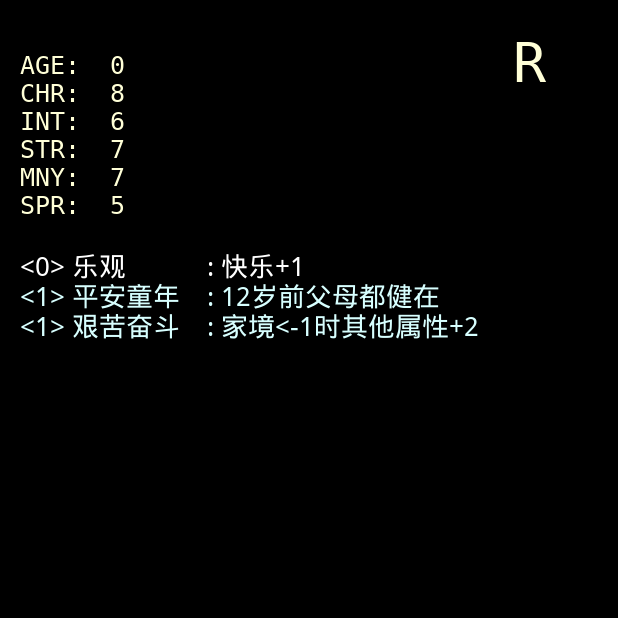 R
AGE: 0
CHR: 8
INT: 6
STR: 7
MNY: 7
SPR: 5
<0> 乐观 : 快乐+1
<1> 平安童年 : 12岁前父母都健在
<1> 艰苦奋斗 : 家境<-1时其他属性+2